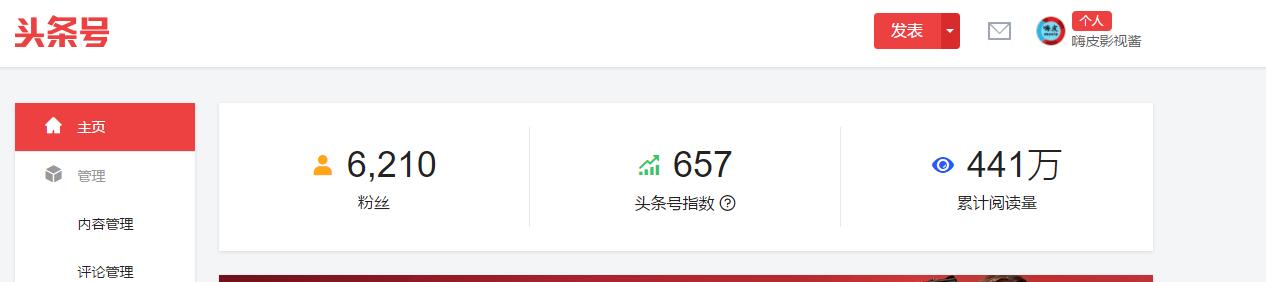 头条号
发表
个人
嗨皮影视酱
主页
管理
内容管理
评论管理
6,210
粉丝
657
头条号指数
441万
累计阅读量